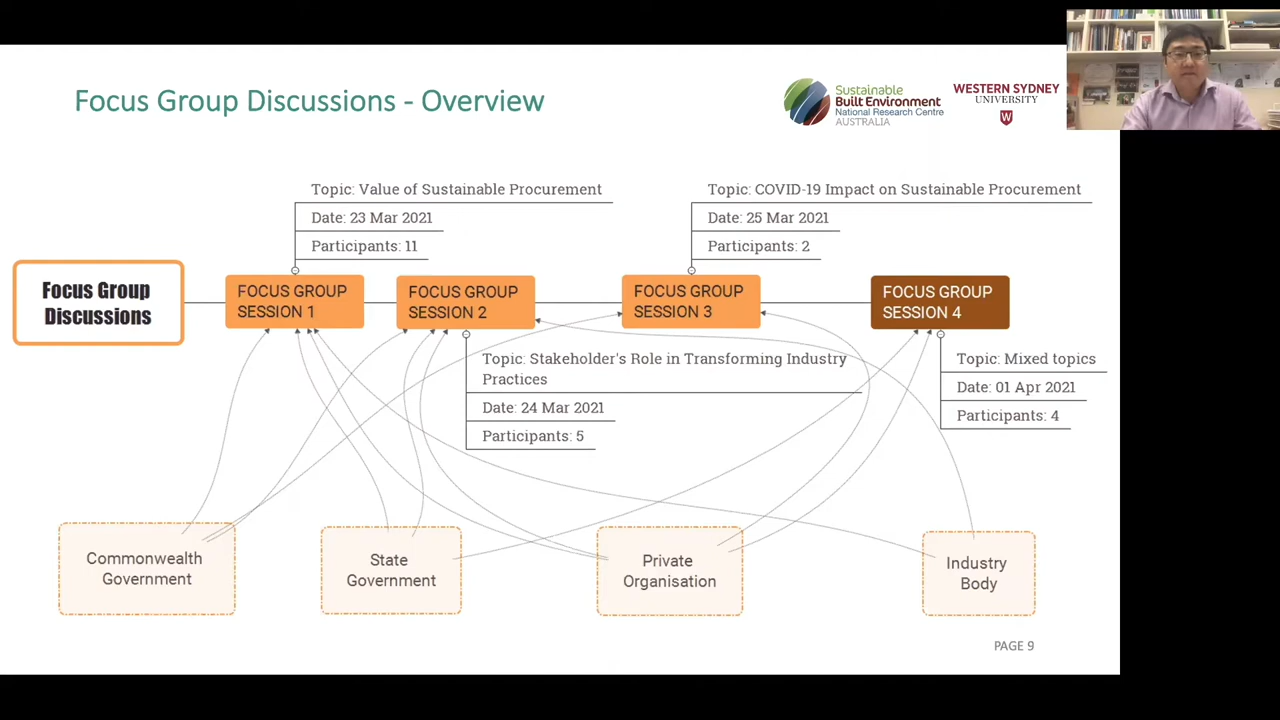 Focus Group Discussions - Overview
Sustainable
Built Environment
National Research Centre
AUSTRALIA
WESTERN SYDNEY
UNIVERSITY
W
Topic: Value of Sustainable Procurement
Date: 23 Mar 2021
Participants: 11
Topic: COVID-19 Impact on Sustainable Procurement
Date: 25 Mar 2021
Participants: 2
Focus Group
Discussions
FOCUS GROUP
SESSION 1
FOCUS GROUP
SESSION 2
FOCUS GROUP
SESSION 3
FOCUS GROUP
SESSION 4
Topic: Stakeholder's Role in Transforming Industry
Practices
Date: 24 Mar 2021
Participants: 5
Topic: Mixed topics
Date: 01 Apr 2021
Participants: 4
Commonwealth
Government
State
Government
Private
Organisation
Industry
Body
PAGE 9